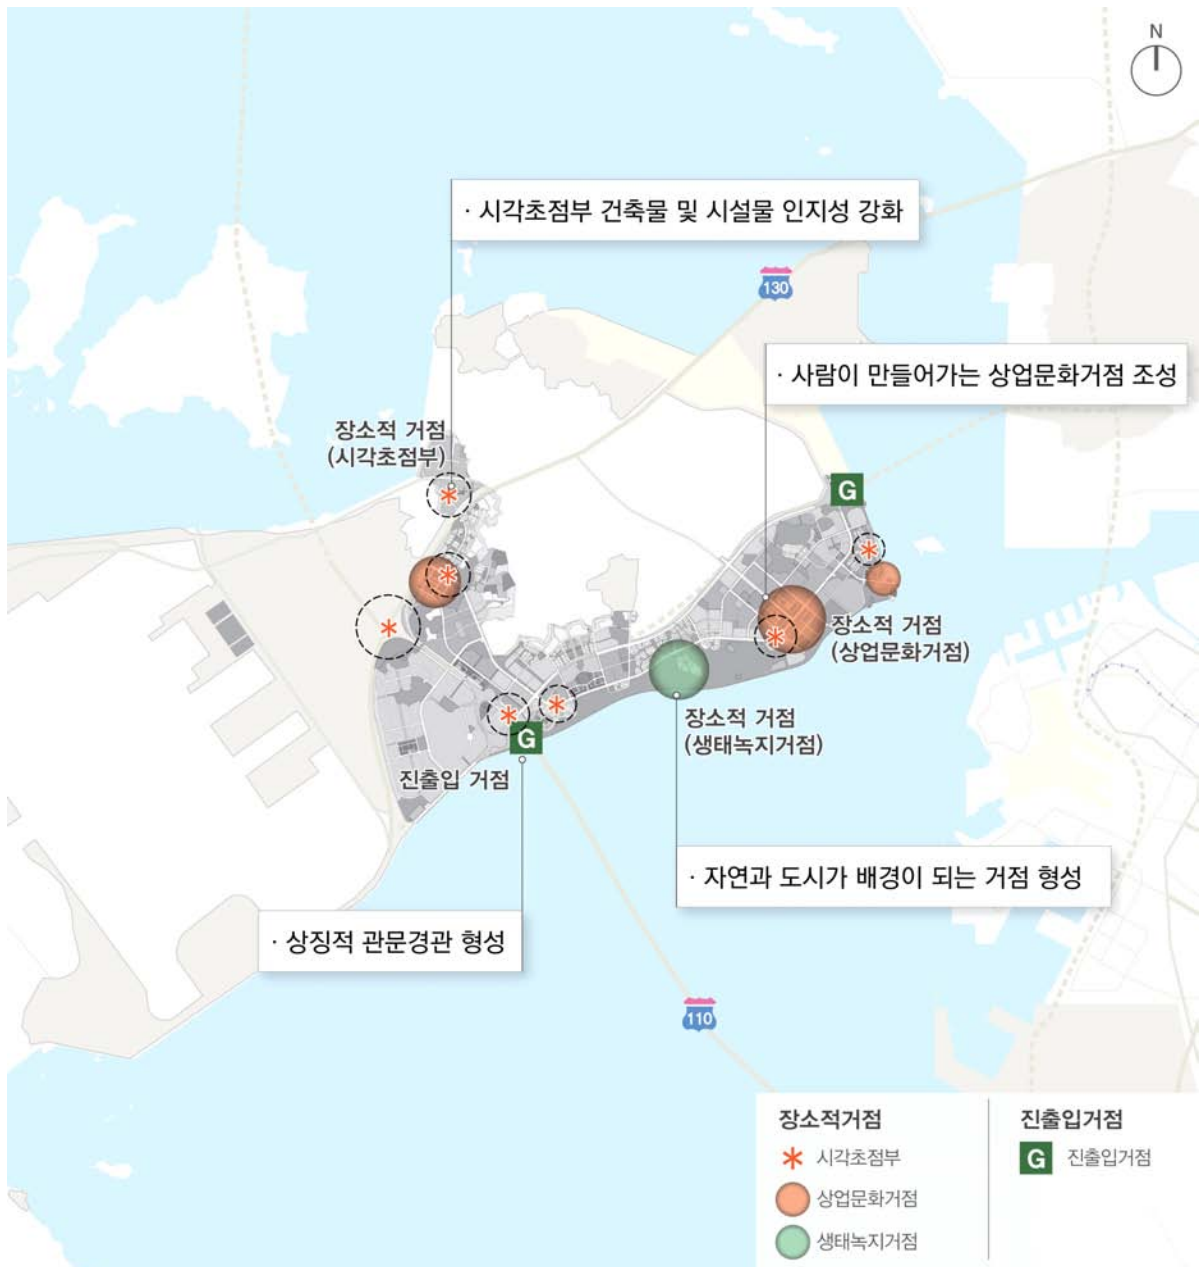 N
· 시각초점부 건축물 및 시설물 인지성 강화
130
· 사람이 만들어가는 상업문화거점 조성
장소적 거점
(시각초점부)
G
장소적 거점
(상업문화거점)
장소적 거점
(생태녹지거점)
G
진출입 거점
· 자연과 도시가 배경이 되는 거점 형성
· 상징적 관문경관 형성
110
장소적거점
시각초점부
상업문화거점
생태녹지거점
진출입거점
G 진출입거점